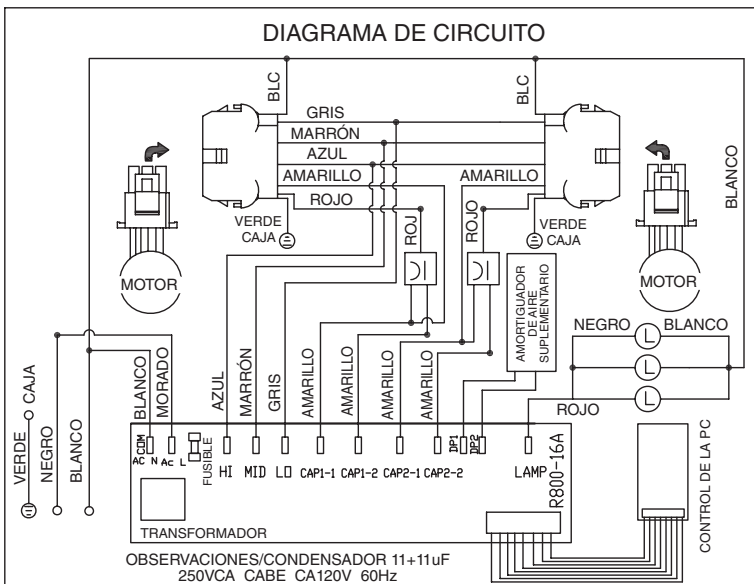 DIAGRAMA DE CIRCUITO
BLC
BLC
GRIS
MARRÓN
AZUL
AMARILLO
AMARILLO
ROJO
ROJ
ROJO
VERDE
CAJA
VERDE
CAJA
BLANCO
MOTOR
MOTOR
AMORTIGUADOR
DE AIRE
SUPLEMENTARIO
NEGRO
BLANCO
L
L
L
ROJO
CAJA
VERDE
NEGRO
BLANCO
BLANCO
MORADO
AZUL
MARRÓN
GRIS
AMARILLO
AMARILLO
AMARILLO
AMARILLO
COM
AC N
Ac L
FUSIBLE
HI
MID
LO
CAP1-1
CAP1-2
CAP2-1
CAP2-2
DP1
DP2
LAMP
R800-16A
CONTROL DE LA PC
TRANSFORMADOR
OBSERVACIONES/CONDENSADOR 11+11uF
250VCA CABE CA120V 60Hz